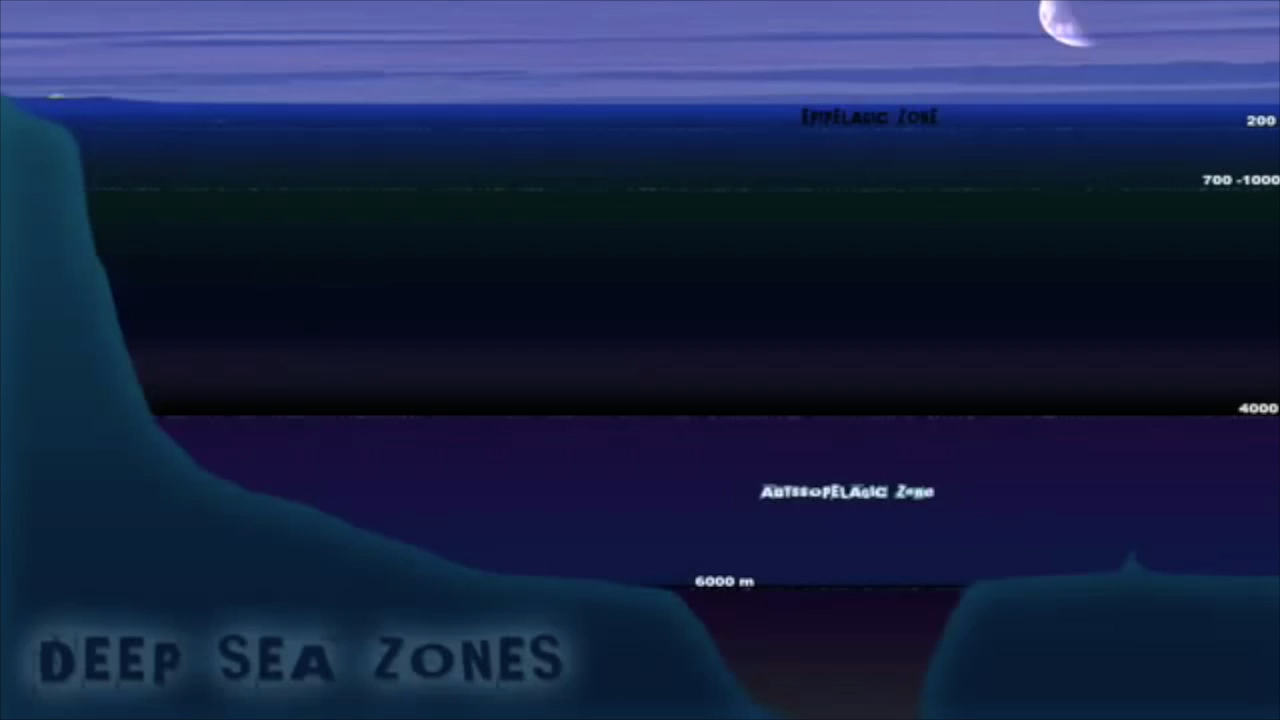 EPIPELAGIC ZONE
200
700 -1000
4000
ABYSSOPELAGIC Zone
6000 m
DEEP SEA ZONES